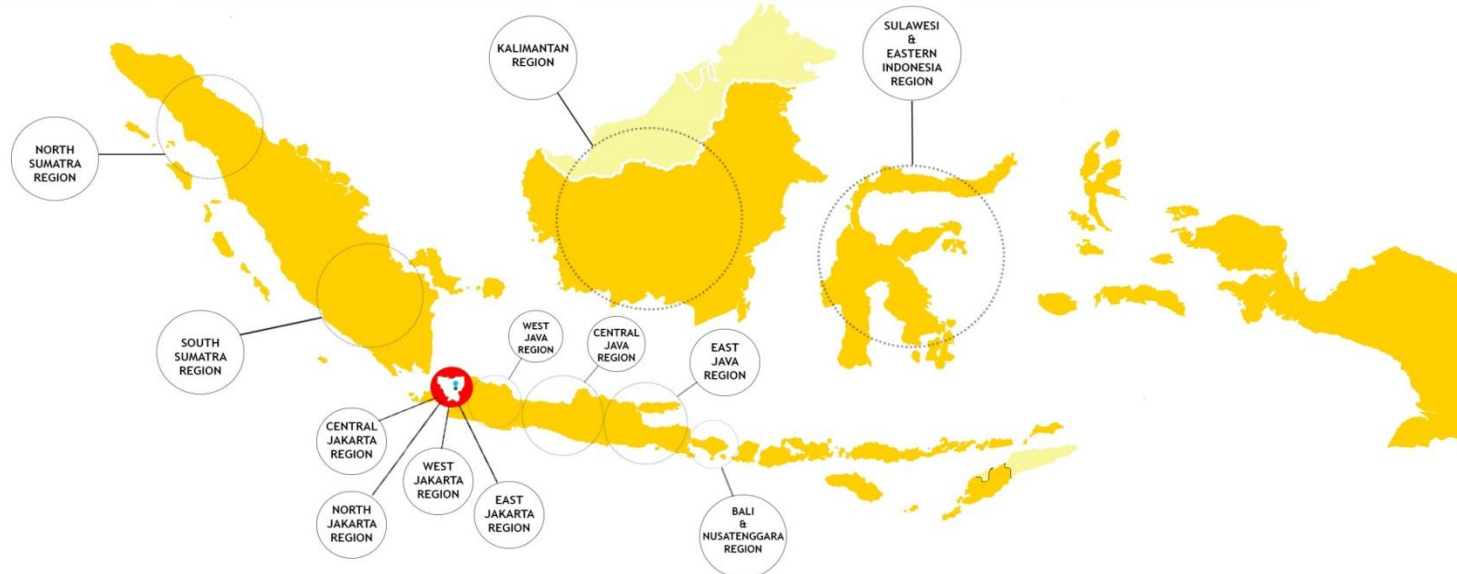 KALIMANTAN
REGION
SULAWESI
&
EASTERN
INDONESIA
REGION
NORTH
SUMATRA
REGION
SOUTH
SUMATRA
REGION
WEST
JAVA
REGION
CENTRAL
JAVA
REGION
EAST
JAVA
REGION
CENTRAL
JAKARTA
REGION
WEST
JAKARTA
REGION
NORTH
JAKARTA
REGION
EAST
JAKARTA
REGION
BALI
&
NUSATENGGARA
REGION